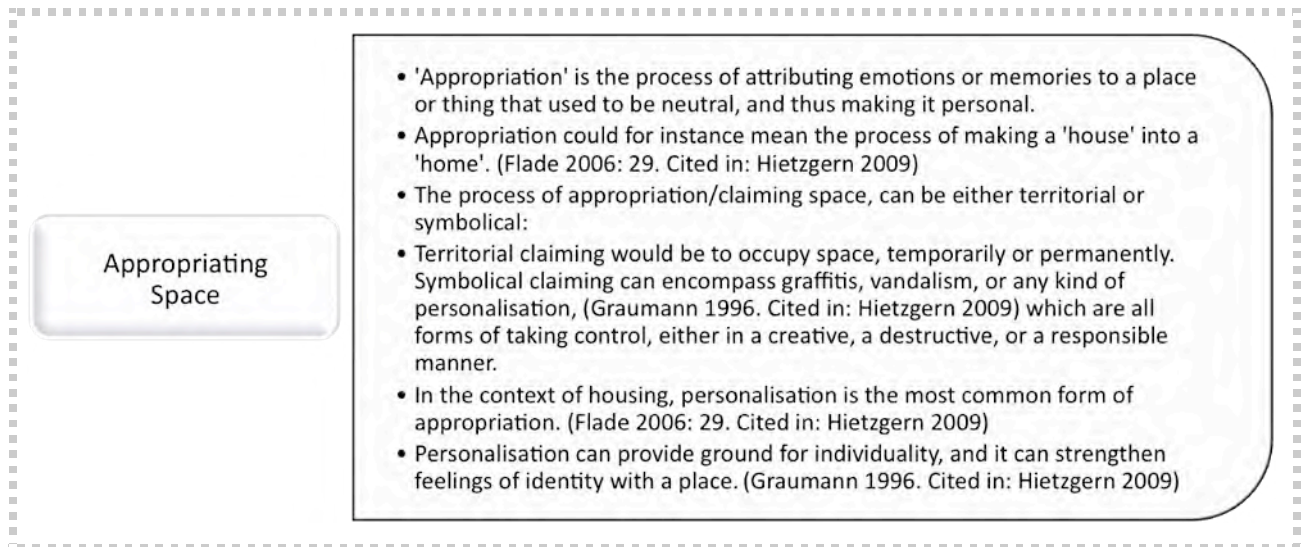 Appropriating
Space
• 'Appropriation' is the process of attributing emotions or memories to a place
or thing that used to be neutral, and thus making it personal.
• Appropriation could for instance mean the process of making a 'house' into a
'home'. (Flade 2006: 29. Cited in: Hietzgern 2009)
• The process of appropriation/claiming space, can be either territorial or
symbolical:
• Territorial claiming would be to occupy space, temporarily or permanently.
Symbolical claiming can encompass graffitis, vandalism, or any kind of
personalisation, (Graumann 1996. Cited in: Hietzgern 2009) which are all
forms of taking control, either in a creative, a destructive, or a responsible
manner.
• In the context of housing, personalisation is the most common form of
appropriation. (Flade 2006: 29. Cited in: Hietzgern 2009)
• Personalisation can provide ground for individuality, and it can strengthen
feelings of identity with a place. (Graumann 1996. Cited in: Hietzgern 2009)